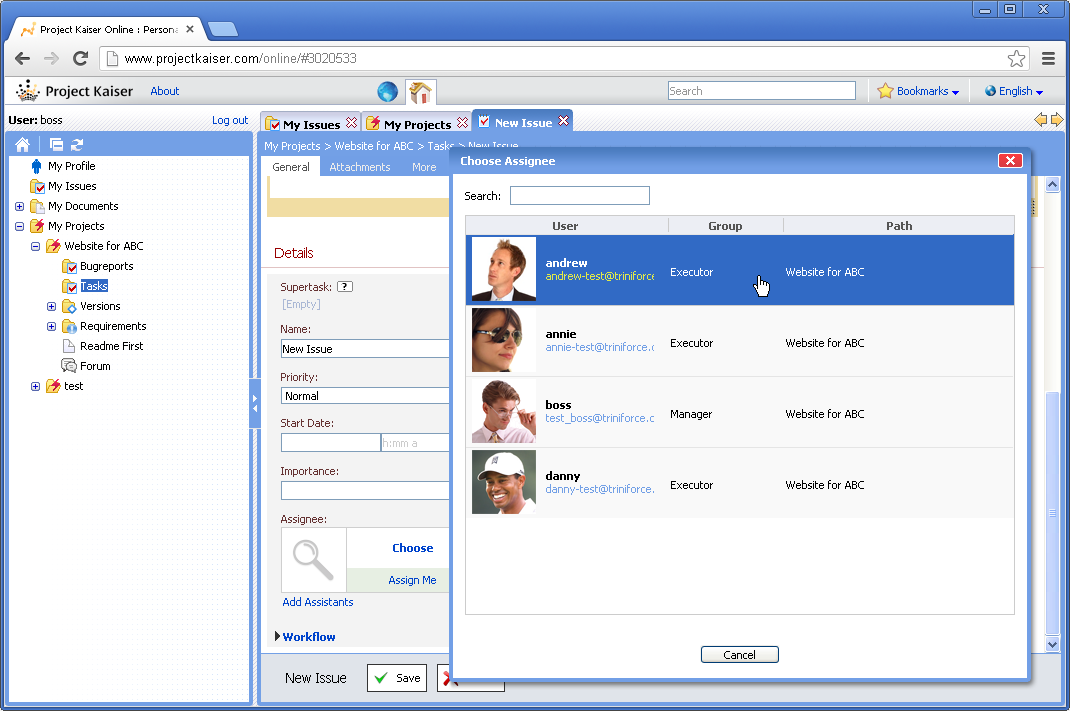 Project Kaiser Online : Persona
www.projectkaiser.com/online/#3020533
Project Kaiser About Search Bookmarks English
User: boss Log out
My Issues My Projects New Issue
My Projects > Website for ABC > Tasks > New Issue
General Attachments More
My Profile
My Issues
My Documents
My Projects
Website for ABC
Bugreports
Tasks
Versions
Requirements
Readme First
Forum
test
Details
Supertask: ?
[Empty]
Name:
New Issue
Priority:
Normal
Start Date:
h:mm a
Importance:
Assignee:
Choose
Assign Me
Add Assistants
Workflow
New Issue Save
Choose Assignee
Search:
User Group Path
andrew
andrew-test@triniforce
Executor Website for ABC
annie
annie-test@triniforce.c
Executor Website for ABC
boss
test_boss@triniforce.c
Manager Website for ABC
danny
danny-test@triniforce.
Executor Website for ABC
Cancel